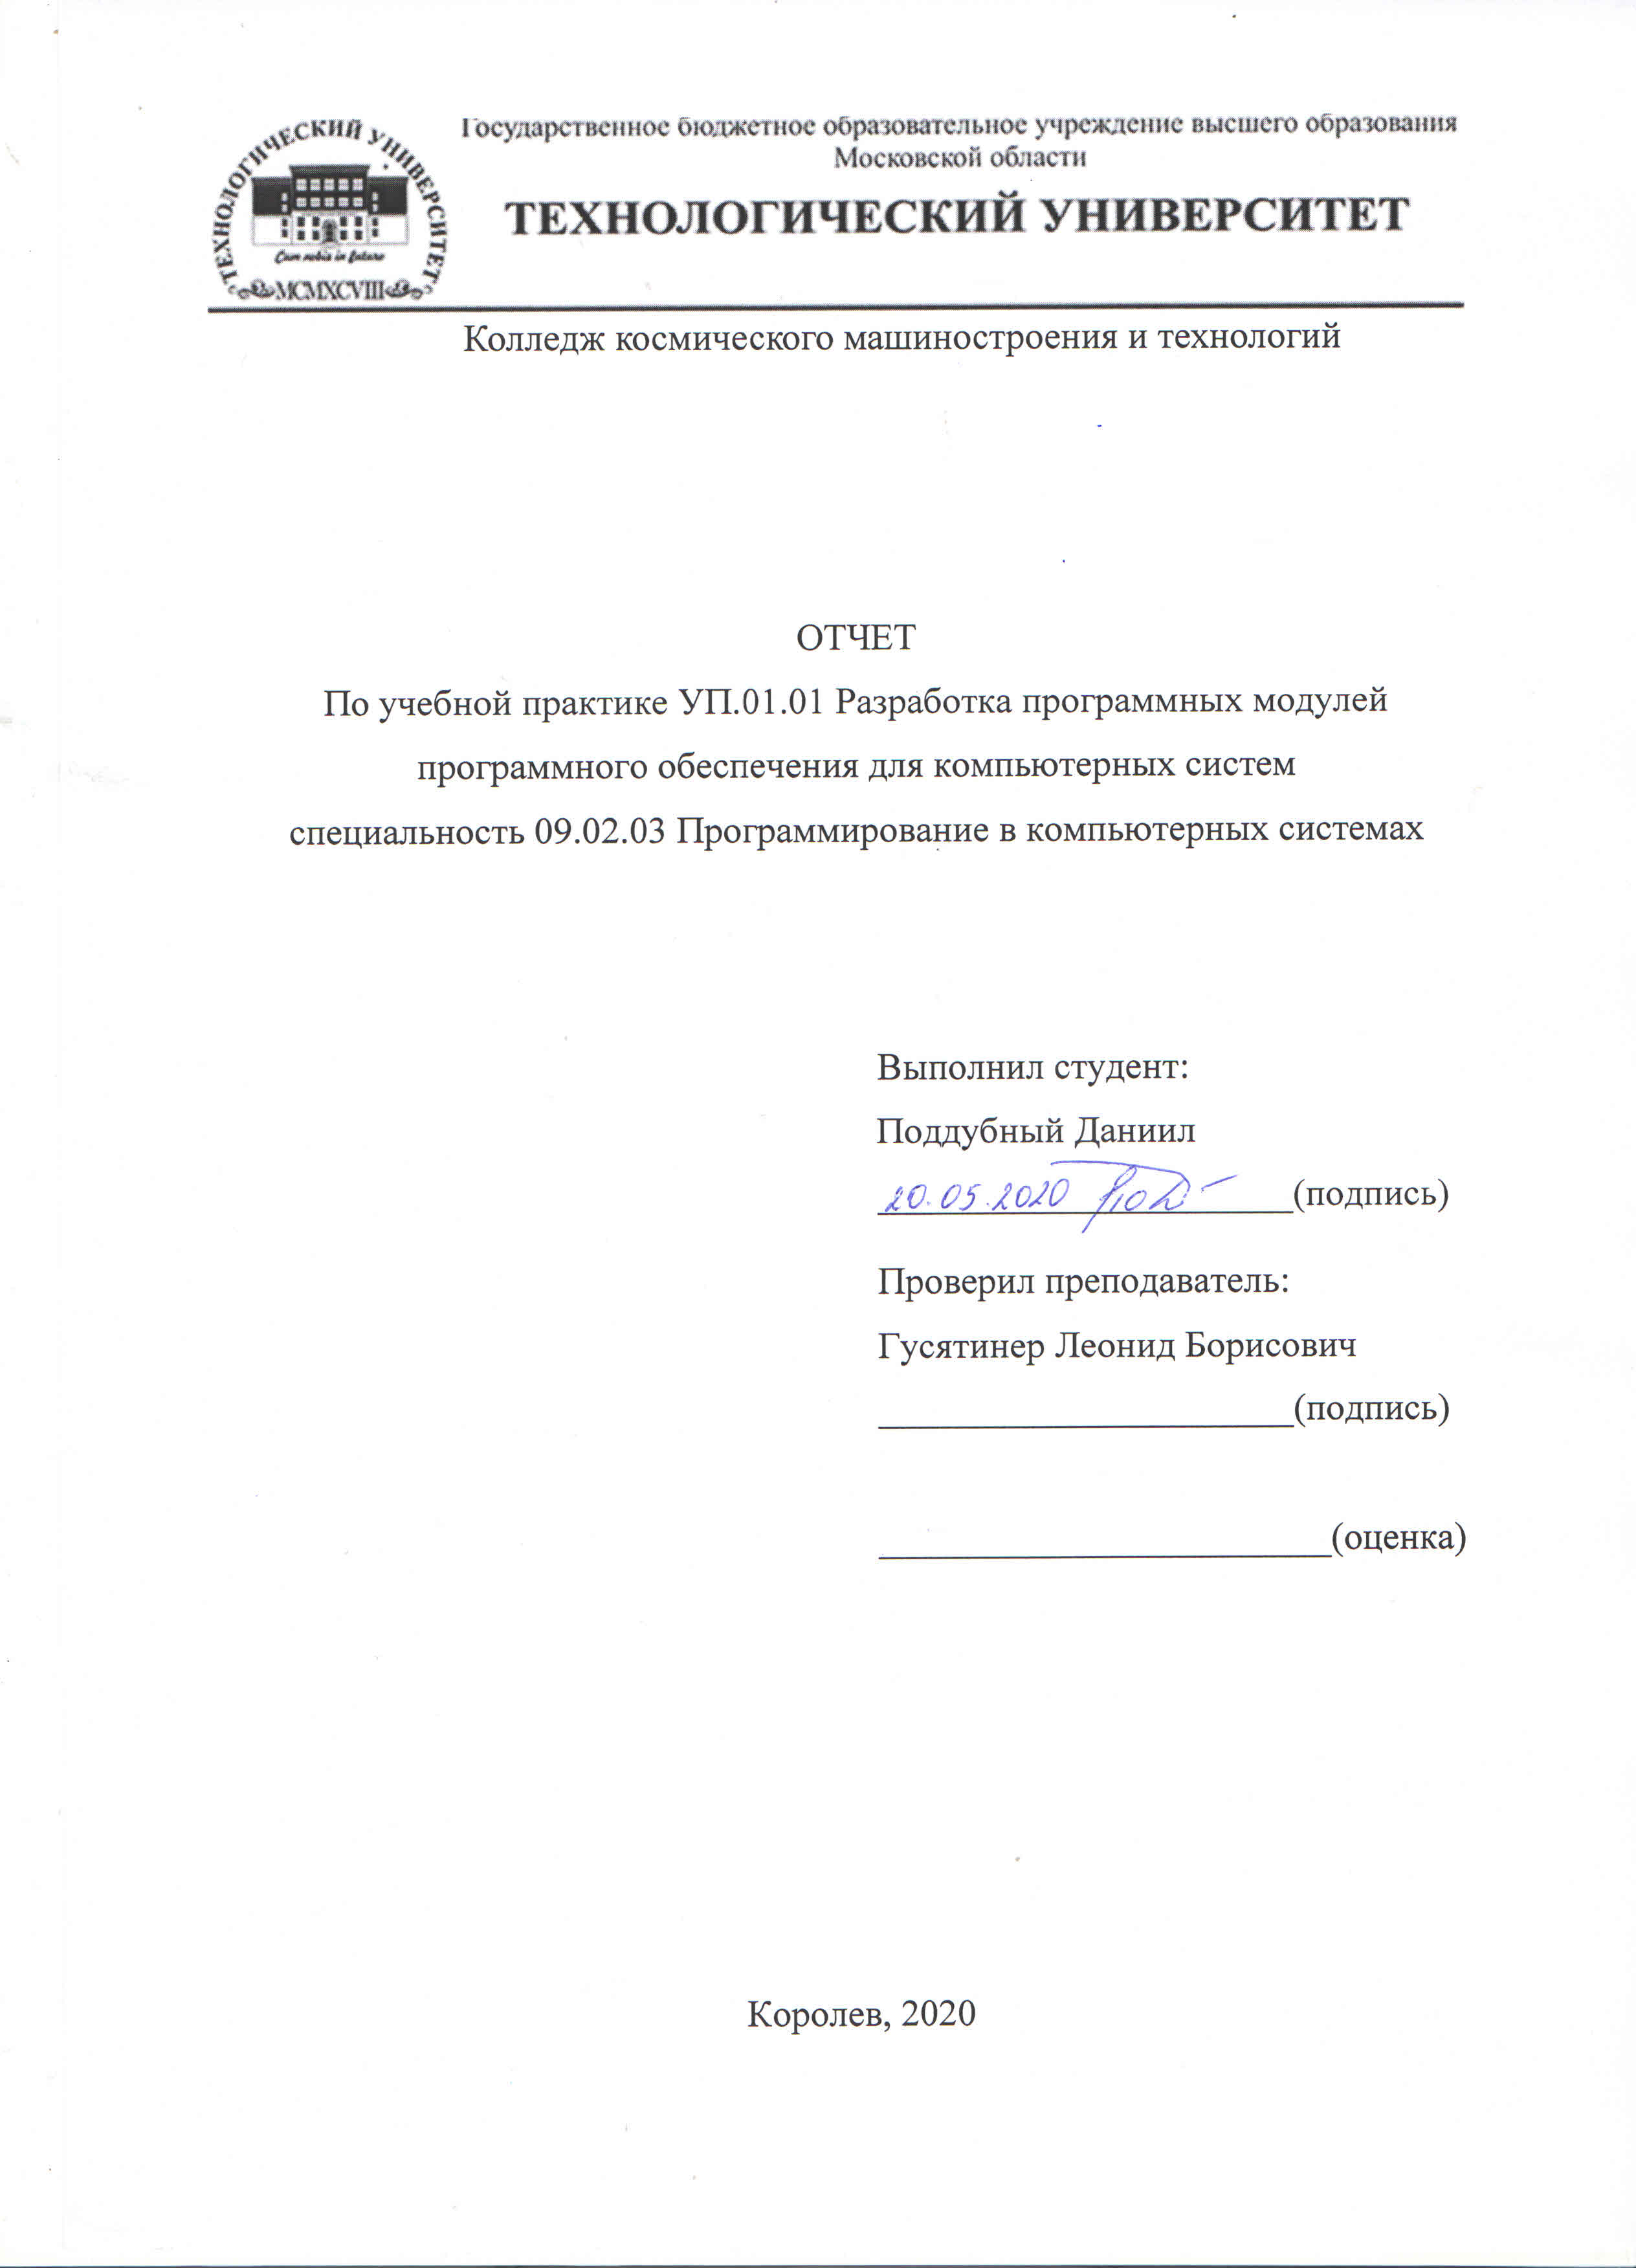 ТЕХНОЛОГИЧЕСКИЙ УНИВЕРСИТЕТ
Cum nobis in futuro
MCMXCVIII
Государственное бюджетное образовательное учреждение высшего образования
Московской области
ТЕХНОЛОГИЧЕСКИЙ УНИВЕРСИТЕТ
Колледж космического машиностроения и технологий
ОТЧЕТ
По учебной практике УП.01.01 Разработка программных модулей
программного обеспечения для компьютерных систем
специальность 09.02.03 Программирование в компьютерных системах
Выполнил студент:
Поддубный Даниил
20.05.2020 (подпись)
Проверил преподаватель:
Гусятинер Леонид Борисович
(подпись)
(оценка)
Королев, 2020